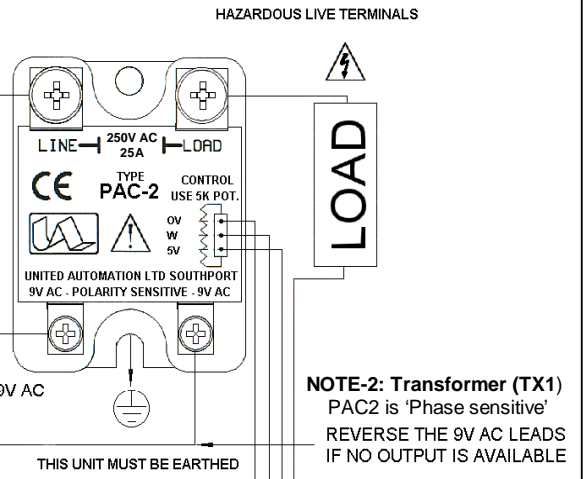 HAZARDOUS LIVE TERMINALS
LINE
250V AC
25A
LOAD
CE
TYPE
PAC-2
CONTROL
USE 5K POT.
0V
W
5V
UNITED AUTOMATION LTD SOUTHPORT
9V AC - POLARITY SENSITIVE - 9V AC
LOAD
9V AC
NOTE-2: Transformer (TX1)
PAC2 is ‘Phase sensitive’
REVERSE THE 9V AC LEADS
IF NO OUTPUT IS AVAILABLE
THIS UNIT MUST BE EARTHED